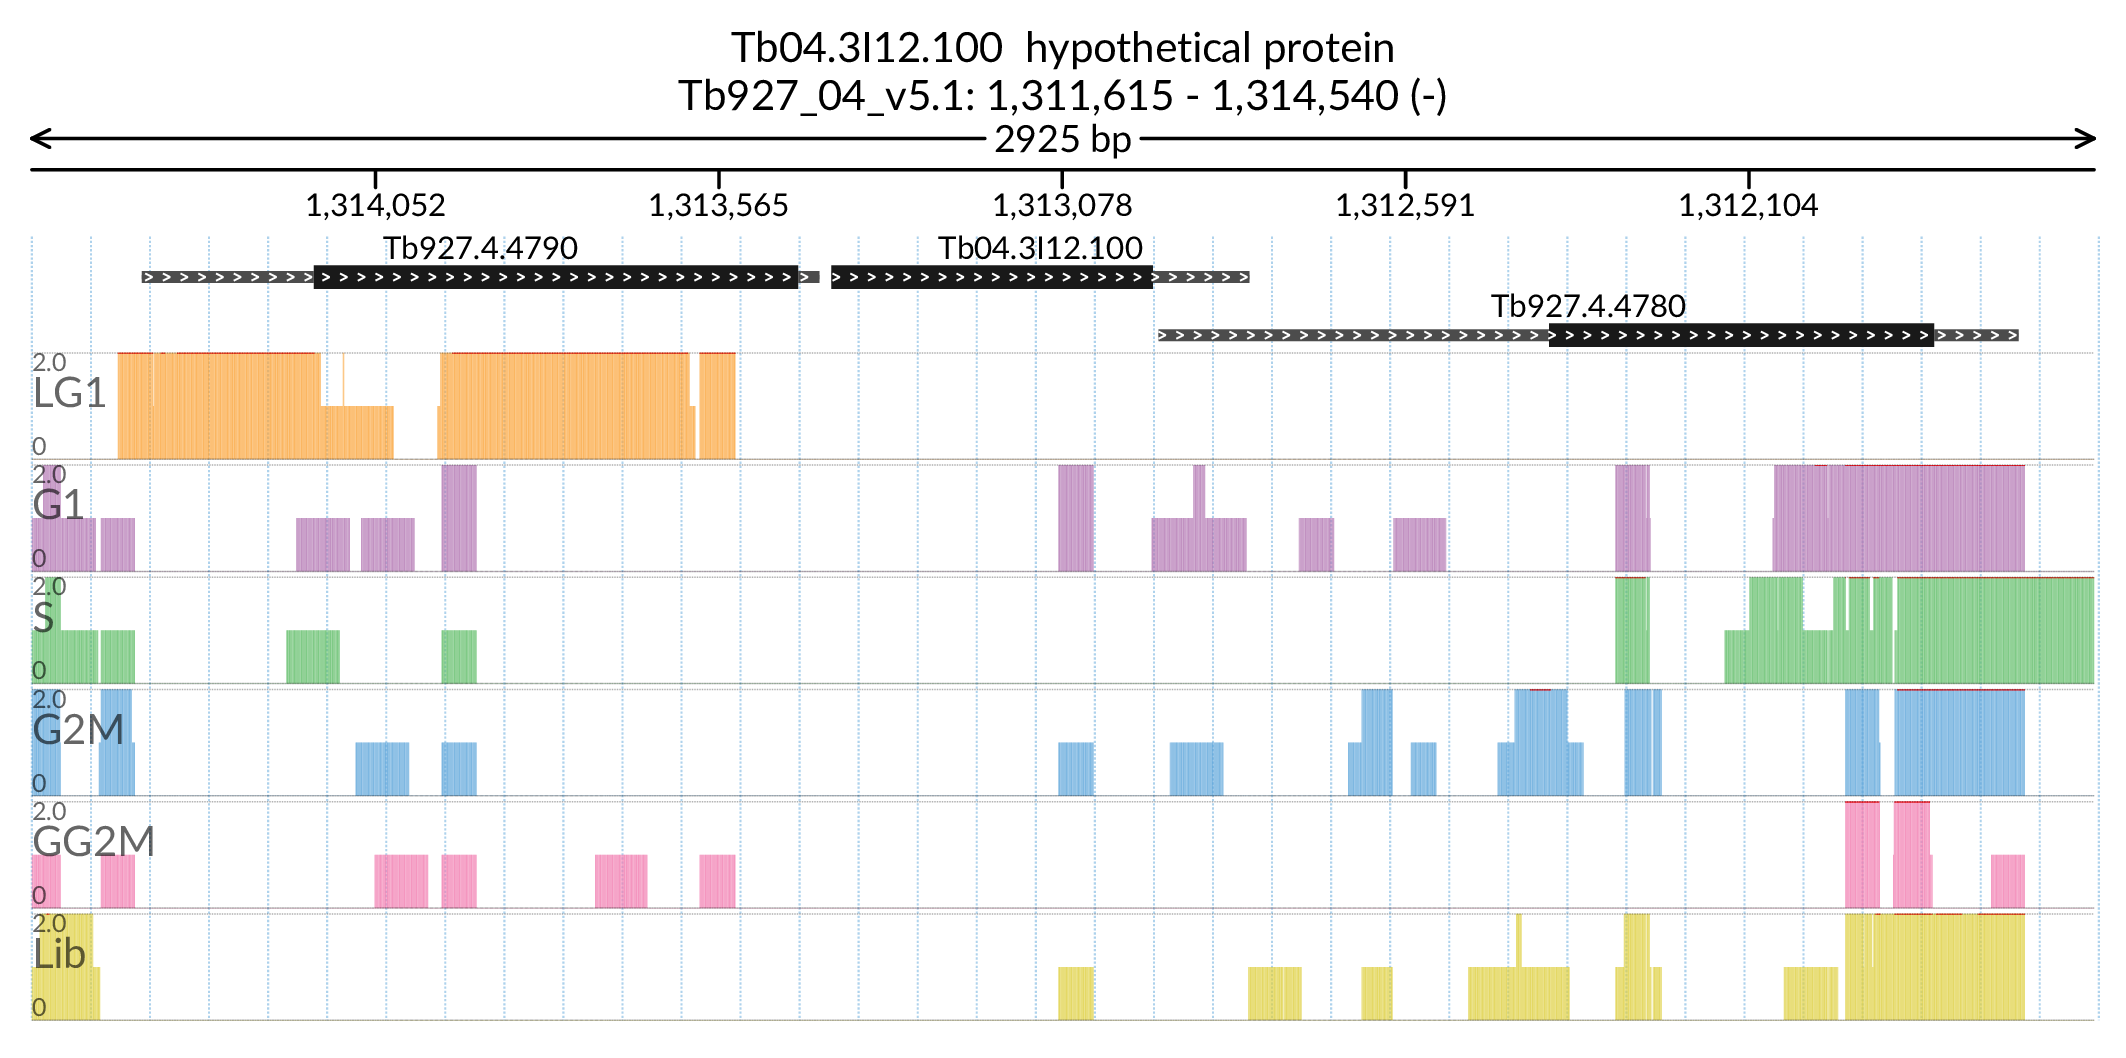 Tb04.3I12.100 hypothetical protein
Tb927_04_v5.1: 1,311,615 - 1,314,540 (-)
2925 bp
1,314,052 1,313,565 1,313,078 1,312,591 1,312,104
Tb927.4.4790 Tb04.3I12.100
Tb927.4.4780
2.0
LG1
0
2.0
G1
0
2.0
S
0
2.0
G2M
0
2.0
GG2M
0
2.0
Lib
0